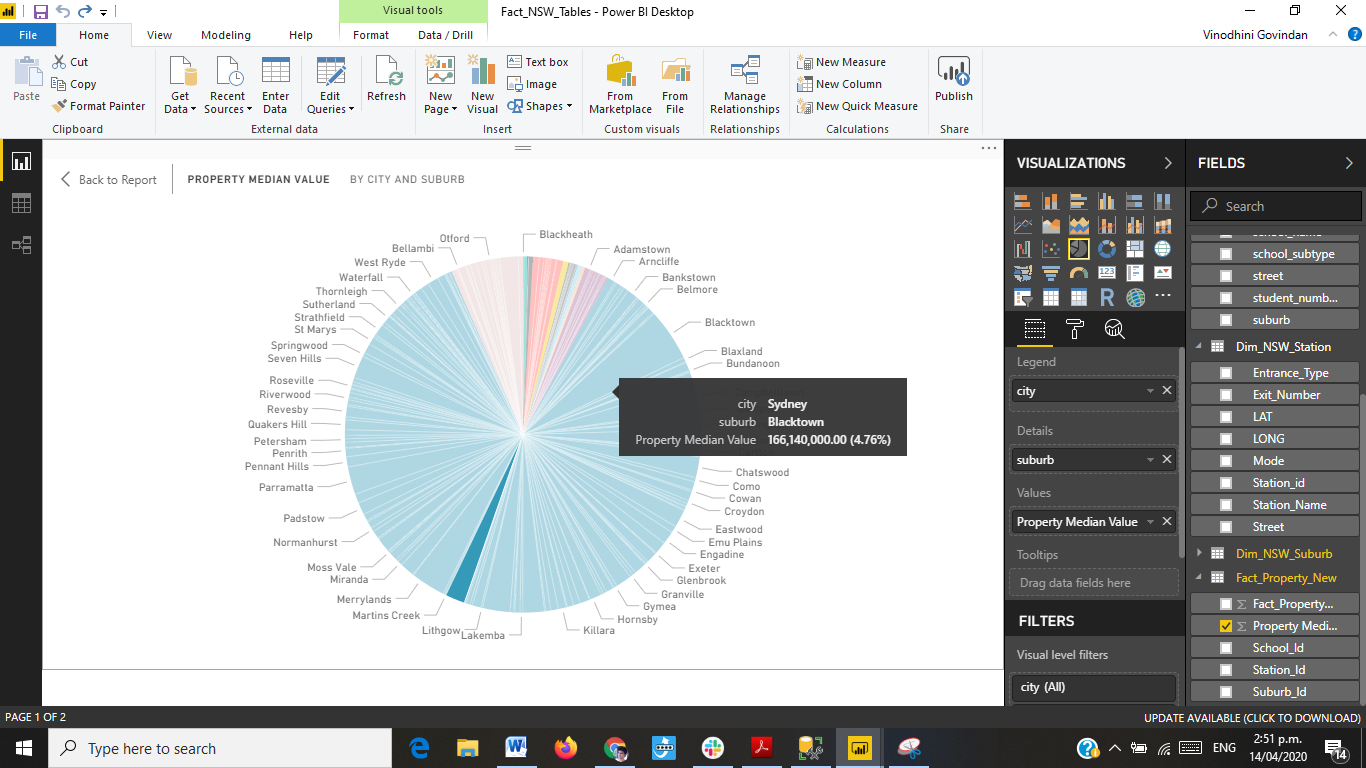 Visual tools
Fact_NSW_Tables - Power BI Desktop
File
Home
View
Modeling
Help
Format
Data / Drill
Vinodhini Govindan
Paste
Cut
Copy
Format Painter
Clipboard
Get Data
Recent Sources
Enter Data
Edit Queries
Refresh
External data
New Page
New Visual
Text box
Image
Shapes
Insert
From Marketplace
From File
Custom visuals
Manage Relationships
Relationships
New Measure
New Column
New Quick Measure
Calculations
Publish
Share
Back to Report
PROPERTY MEDIAN VALUE
BY CITY AND SUBURB
Blackheath
Adamstown
Arncliffe
Bankstown
Belmore
Blacktown
Blaxland
Bundanoon
city Sydney
suburb Blacktown
Property Median Value 166,140,000.00 (4.76%)
Chatswood
Como
Cowan
Croydon
Eastwood
Emu Plains
Engadine
Exeter
Glenbrook
Granville
Gymea
Hornsby
Killara
Lakemba
Lithgow
Martins Creek
Merrylands
Miranda
Moss Vale
Normanhurst
Padstow
Parramatta
Pennant Hills
Penrith
Petersham
Quakers Hill
Revesby
Riverwood
Roseville
Seven Hills
Springwood
St Marys
Strathfield
Sutherland
Thornleigh
Waterfall
West Ryde
Bellambi
Otford
VISUALIZATIONS
R
123
Legend
city
Details
suburb
Values
Property Median Value
Tooltips
Drag data fields here
FILTERS
Visual level filters
city (All)
FIELDS
Search
school_subtype
street
student_numb...
suburb
Dim_NSW_Station
Entrance_Type
Exit_Number
LAT
LONG
Mode
Station_id
Station_Name
Street
Dim_NSW_Suburb
Fact_Property_New
Fact_Property...
Property Medi...
School_Id
Station_Id
Suburb_Id
PAGE 1 OF 2
UPDATE AVAILABLE (CLICK TO DOWNLOAD)
Type here to search
ENG
2:51 p.m.
14/04/2020
14